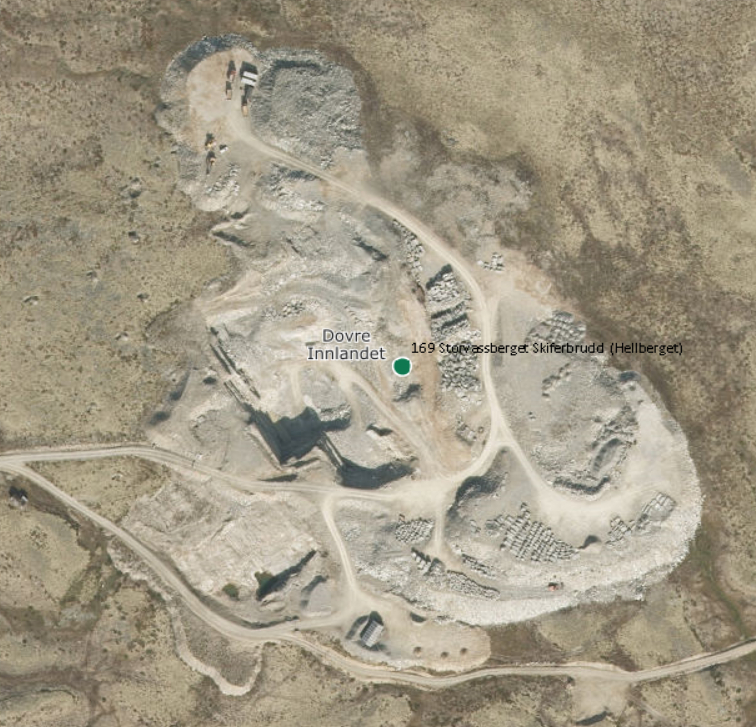 Dovre
Innlandet
169 Storvassberget Skiferbrudd (Hellberget)